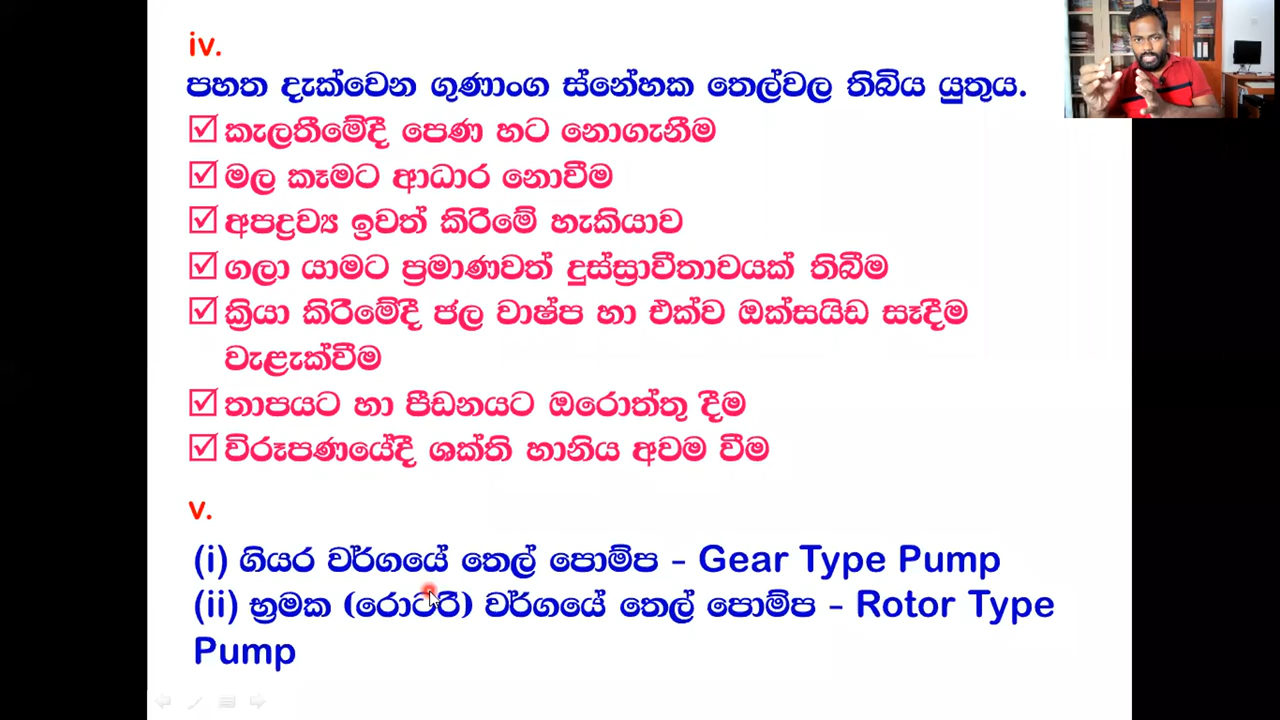 iv.
පහත දැක්වෙන ගුණාංග ස්නේහක තෙල්වල තිබිය යුතුය.
☑ කැලතීමේදී පෙණ හට නොගැනීම
☑ මල කෑමට ආධාර නොවීම
☑ අපද්‍රව්‍ය ඉවත් කිරීමේ හැකියාව
☑ ගලා යාමට ප්‍රමාණවත් දුස්ස්‍රාවීතාවයක් තිබීම
☑ ක්‍රියා කිරීමේදී ජල වාෂ්ප හා එක්ව ඔක්සයිඩ සෑදීම
වැළැක්වීම
☑ තාපයට හා පීඩනයට ඔරොත්තු දීම
☑ විරූපණයේදී ශක්ති හානිය අවම වීම
v.
(i) ගියර වර්ගයේ තෙල් පොම්ප – Gear Type Pump
(ii) භ්‍රමක (රොටරී) වර්ගයේ තෙල් පොම්ප – Rotor Type
Pump